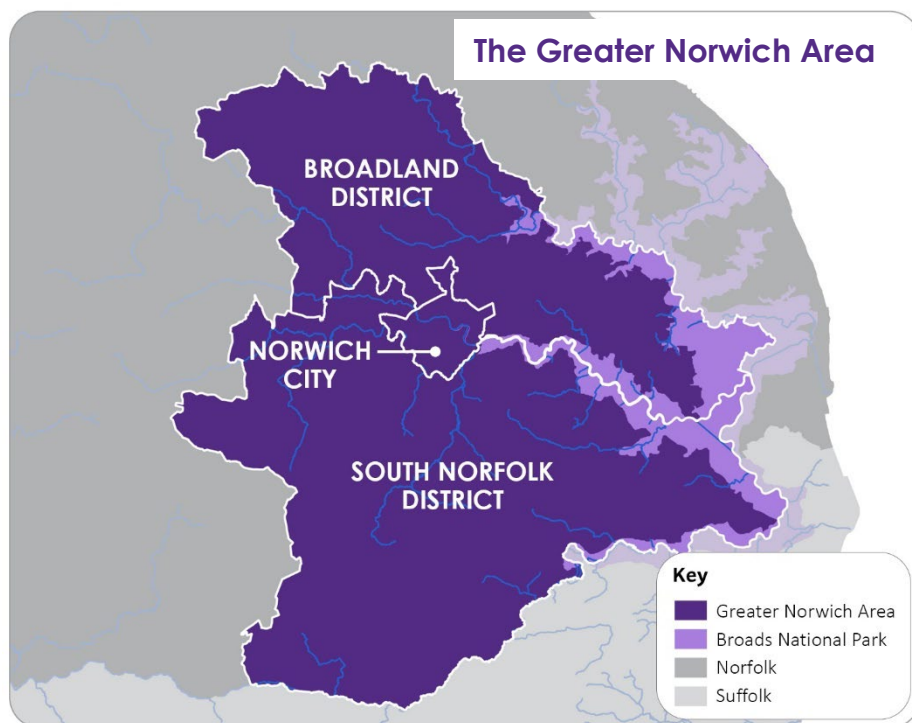 The Greater Norwich Area
BROADLAND
DISTRICT
NORWICH
CITY
SOUTH NORFOLK
DISTRICT
Key
Greater Norwich Area
Broads National Park
Norfolk
Suffolk